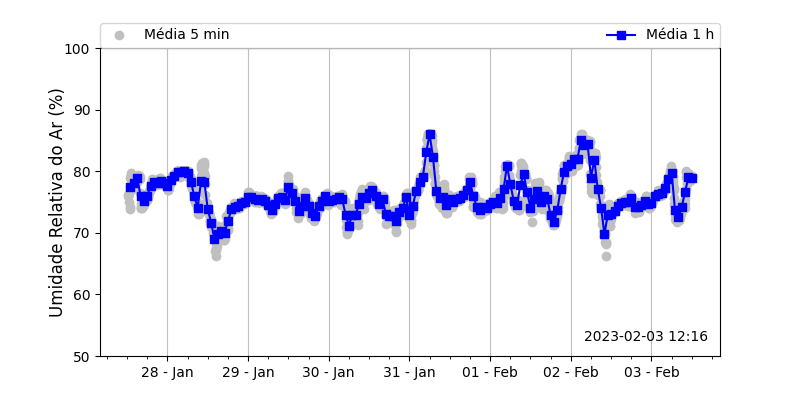 Média 5 min
Média 1 h
Umidade Relativa do Ar (%)
100
90
80
70
60
50
2023-02-03 12:16
28 - Jan
29 - Jan
30 - Jan
31 - Jan
01 - Feb
02 - Feb
03 - Feb